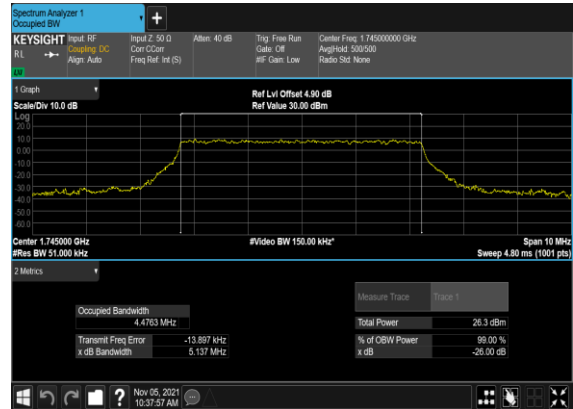 Spectrum Analyzer 1
Occupied BW
+
KEYSIGHT Input: RF Input Z: 50 Ω Atten: 40 dB Trig: Free Run Center Freq: 1.745000000 GHz
RL Coupling: DC Corr CCorr Gate: Off Avg|Hold: 500/500
Align: Auto Freq Ref: Int (S) #IF Gain: Low Radio Std: None
LW
1 Graph Ref Lvl Offset 4.90 dB
Scale/Div 10.0 dB Ref Value 30.00 dBm
Log
20.0
10.0
0.00
-10.0
-20.0
-30.0
-40.0
-50.0
-60.0
Center 1.745000 GHz #Video BW 150.00 kHz* Span 10 MHz
#Res BW 51.000 kHz Sweep 4.80 ms (1001 pts)
2 Metrics
Measure Trace Trace 1
Occupied Bandwidth
4.4763 MHz Total Power 26.3 dBm
Transmit Freq Error -13.897 kHz % of OBW Power 99.00 %
x dB Bandwidth 5.137 MHz x dB -26.00 dB
? Nov 05, 2021
10:37:57 AM